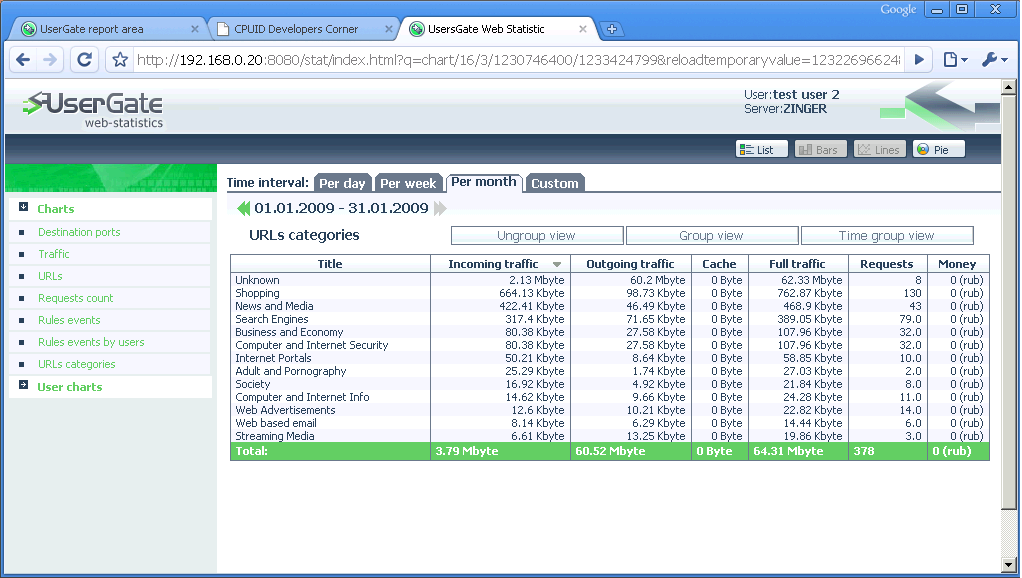 Google
UserGate report area
CPUID Developers Corner
UsersGate Web Statistic
http://192.168.0.20:8080/stat/index.html?q=chart/16/3/1230746400/1233424799&reloadtemporaryvalue=12322696624
UserGate
web-statistics
User:test user 2
Server:ZINGER
List Bars Lines Pie
Time interval: Per day Per week Per month Custom
01.01.2009 - 31.01.2009
Charts
Destination ports
Traffic
URLs
Requests count
Rules events
Rules events by users
URLs categories
User charts
URLs categories Ungroup view Group view Time group view
Title Incoming traffic Outgoing traffic Cache Full traffic Requests Money
Unknown 2.13 Mbyte 60.2 Mbyte 0 Byte 62.33 Mbyte 8 0 (rub)
Shopping 664.13 Kbyte 98.73 Kbyte 0 Byte 762.87 Kbyte 130 0 (rub)
News and Media 422.41 Kbyte 46.49 Kbyte 0 Byte 468.9 Kbyte 43 0 (rub)
Search Engines 317.4 Kbyte 71.65 Kbyte 0 Byte 389.05 Kbyte 79.0 0 (rub)
Business and Economy 80.38 Kbyte 27.58 Kbyte 0 Byte 107.96 Kbyte 32.0 0 (rub)
Computer and Internet Security 80.38 Kbyte 27.58 Kbyte 0 Byte 107.96 Kbyte 32.0 0 (rub)
Internet Portals 50.21 Kbyte 8.64 Kbyte 0 Byte 58.85 Kbyte 10.0 0 (rub)
Adult and Pornography 25.29 Kbyte 1.74 Kbyte 0 Byte 27.03 Kbyte 2.0 0 (rub)
Society 16.92 Kbyte 4.92 Kbyte 0 Byte 21.84 Kbyte 8.0 0 (rub)
Computer and Internet Info 14.62 Kbyte 9.66 Kbyte 0 Byte 24.28 Kbyte 11.0 0 (rub)
Web Advertisements 12.6 Kbyte 10.21 Kbyte 0 Byte 22.82 Kbyte 14.0 0 (rub)
Web based email 8.14 Kbyte 6.29 Kbyte 0 Byte 14.44 Kbyte 6.0 0 (rub)
Streaming Media 6.61 Kbyte 13.25 Kbyte 0 Byte 19.86 Kbyte 3.0 0 (rub)
Total: 3.79 Mbyte 60.52 Mbyte 0 Byte 64.31 Mbyte 378 0 (rub)